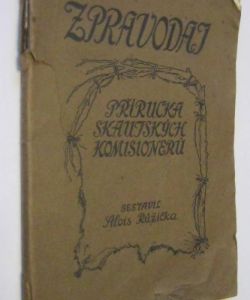 ZPRAVODAJ
PŘÍRUČKA
SKAUTSKÝCH
KOMISIONERŮ
SESTAVIL
Alois Růžička